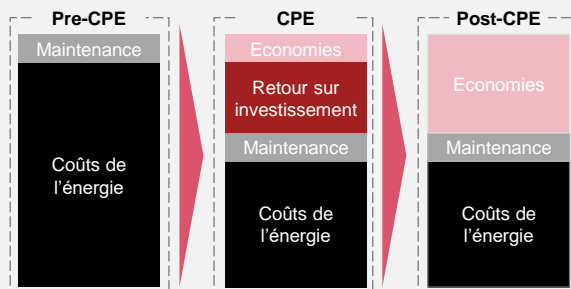 Pre-CPE
Maintenance
Coûts de
l'énergie
CPE
Economies
Retour sur
investissement
Maintenance
Coûts de
l'énergie
Post-CPE
Economies
Maintenance
Coûts de
l'énergie